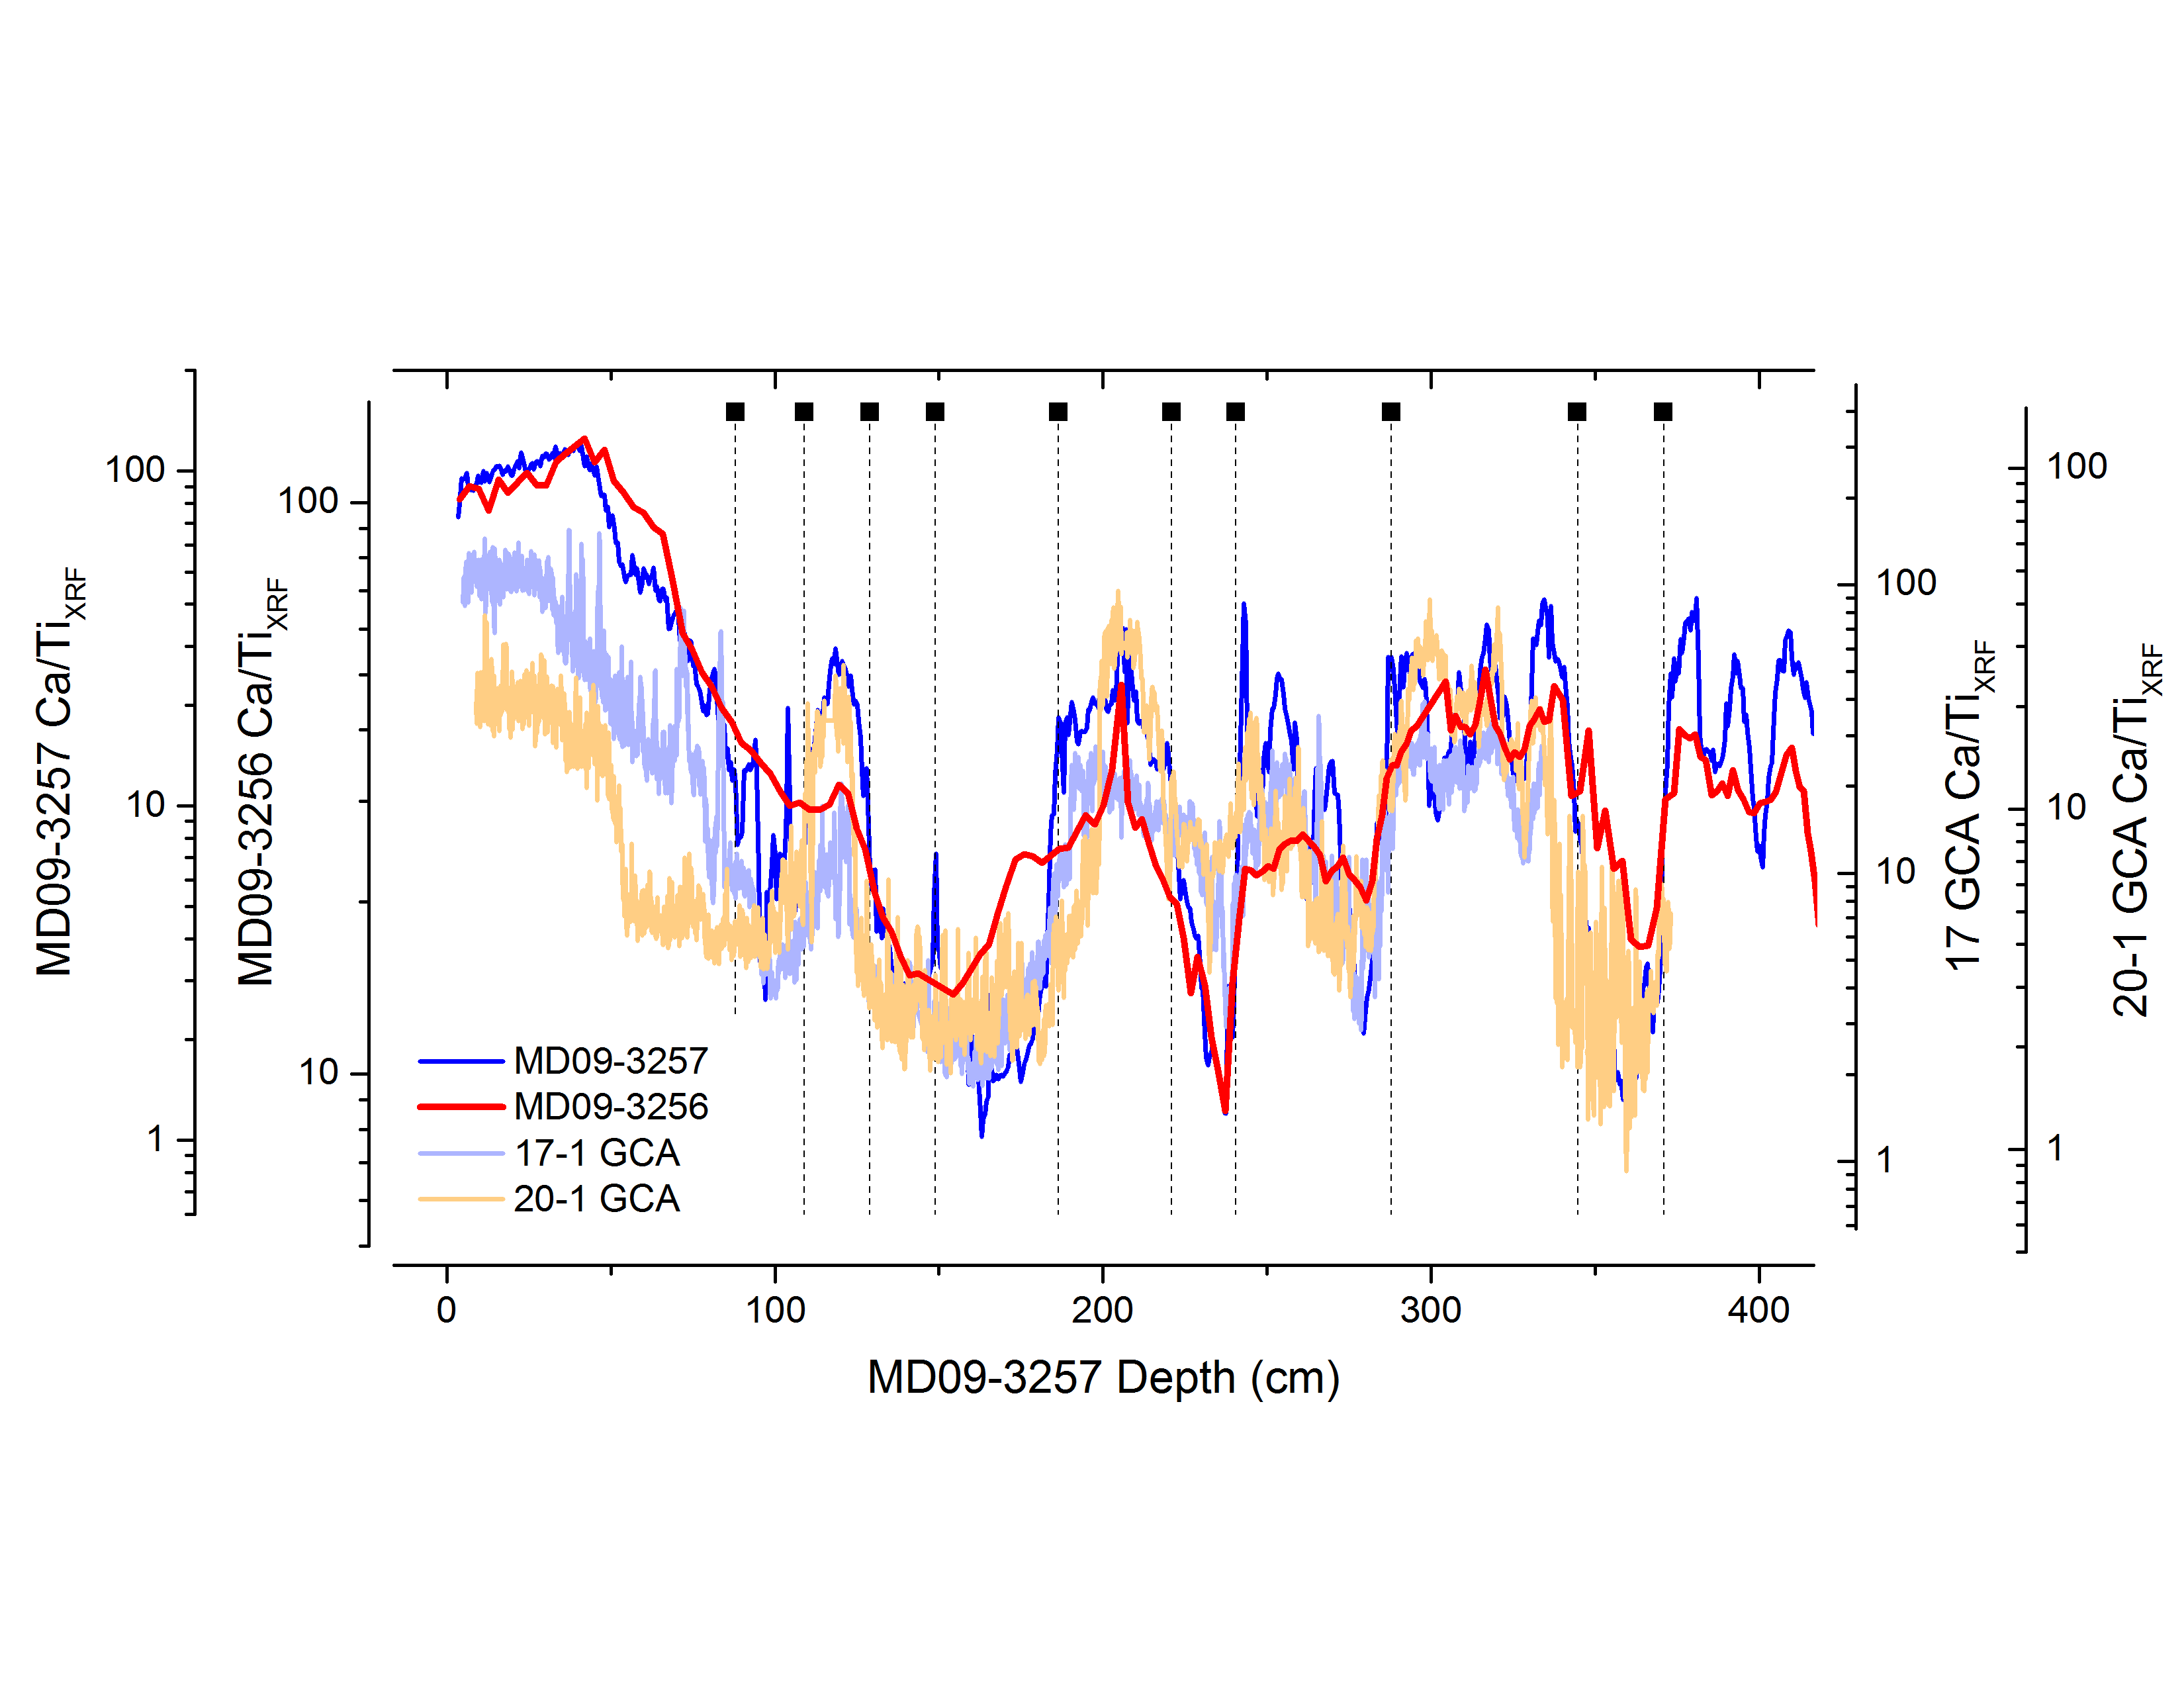 MD09-3257 Ca/TiXRF
100
10
1
MD09-3256 Ca/TiXRF
100
10
MD09-3257
MD09-3256
17-1 GCA
20-1 GCA
0 100 200 300 400
MD09-3257 Depth (cm)
100
10
1
17 GCA Ca/TiXRF
100
10
1
20-1 GCA Ca/TiXRF